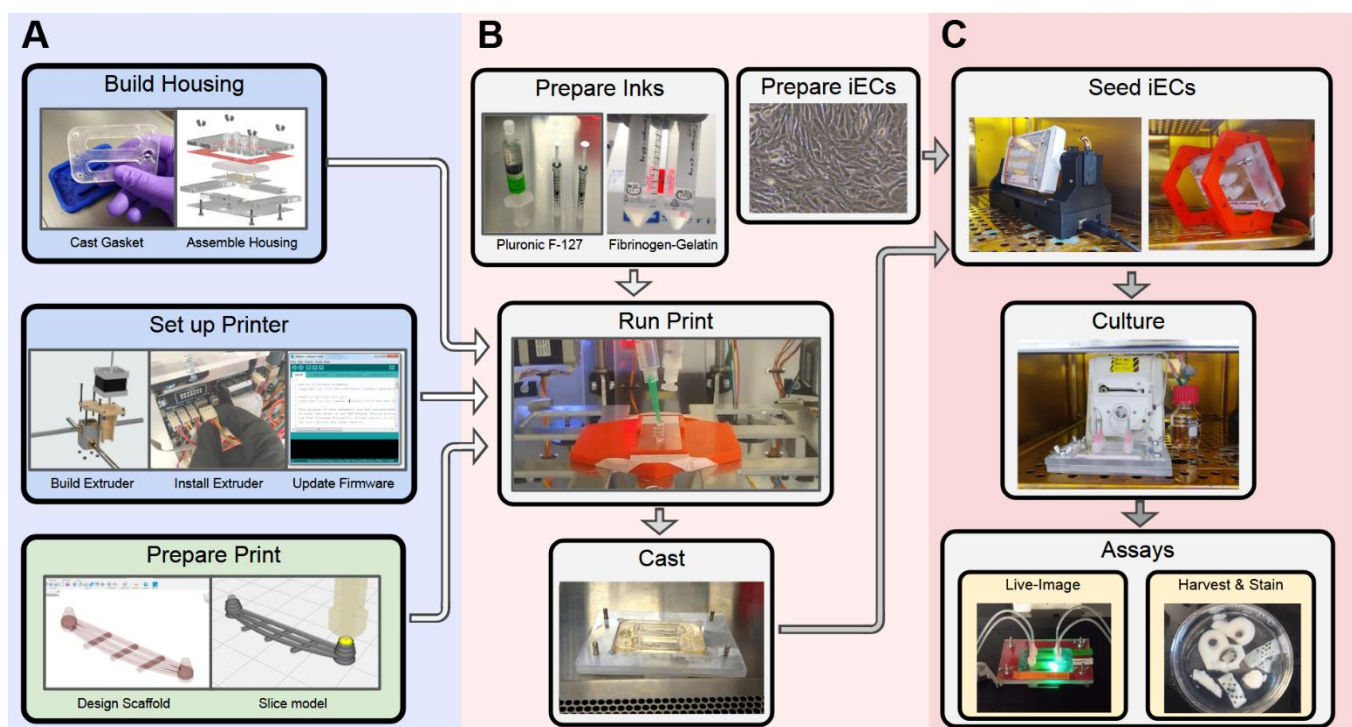 A
Build Housing
Cast Gasket
Assemble Housing
Set up Printer
Build Extruder
Install Extruder
Update Firmware
Prepare Print
Design Scaffold
Slice model
B
Prepare Inks
Pluronic F-127
Fibrinogen-Gelatin
Prepare iECs
Run Print
Cast
C
Seed iECs
Culture
Assays
Live-Image
Harvest & Stain